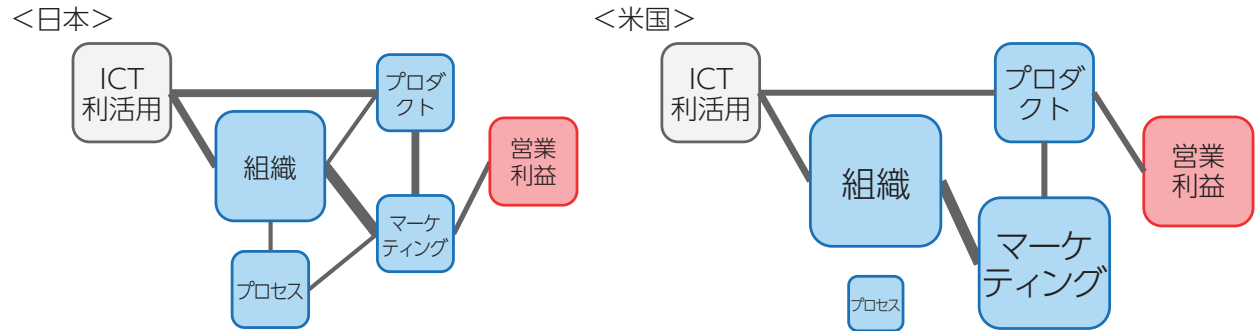 ＜日本＞
ICT
利活用
組織
プロセス
プロダ
クト
マーケ
ティング
営業
利益
＜米国＞
ICT
利活用
組織
プロセス
プロダ
クト
マーケ
ティング
営業
利益